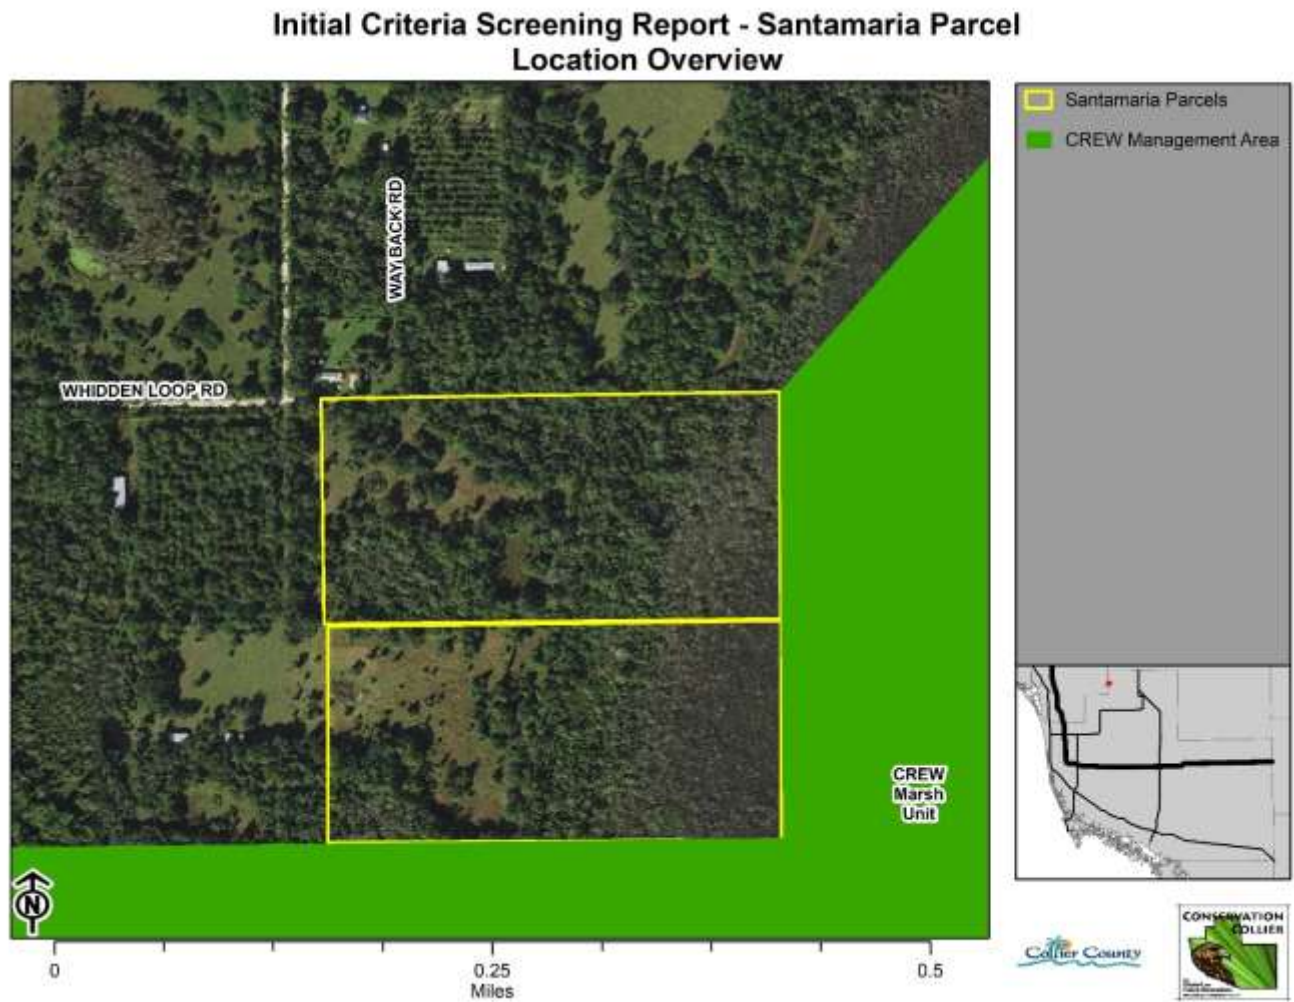 Initial Criteria Screening Report - Santamaria Parcel
Location Overview
Santamaria Parcels
CREW Management Area
WAY BACK RD
WHIDDEN LOOP RD
CREW
Marsh
Unit
N
0
0.25
0.5
Miles
Collier County
CONSERVATION
COLLIER